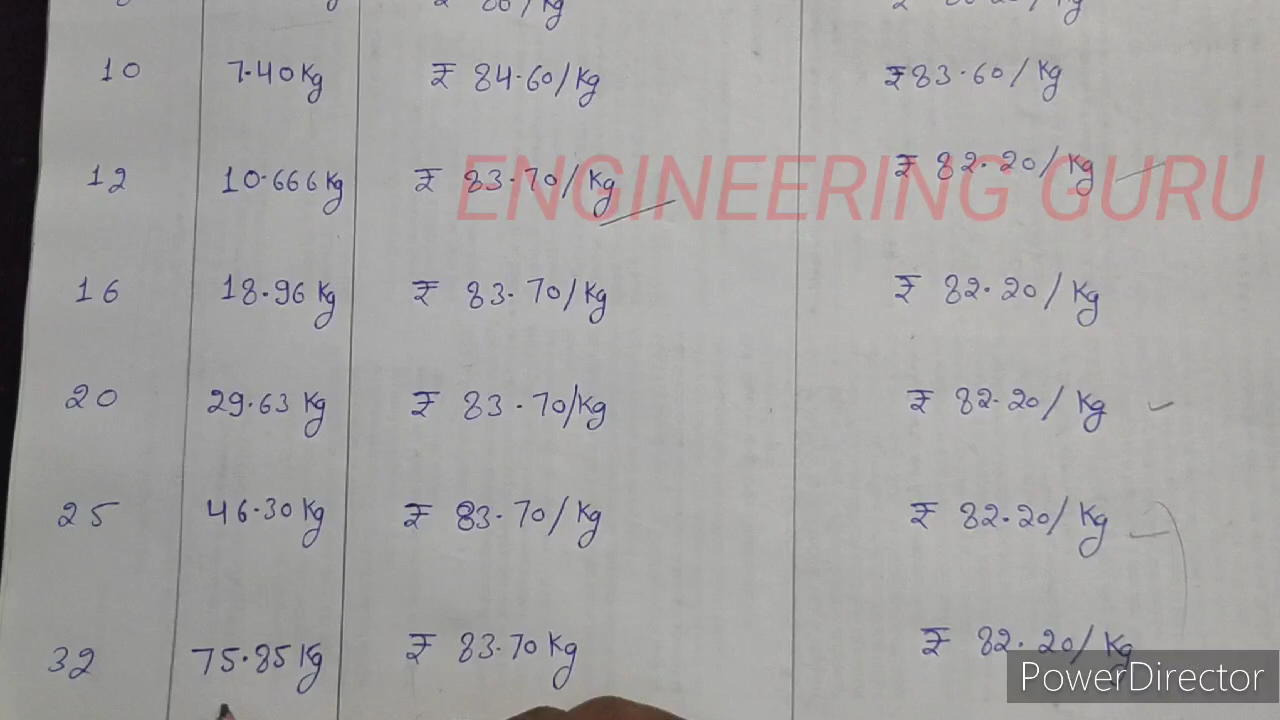 10 7.40 Kg ₹ 84.60/Kg ₹83.60/Kg
12 10.666 Kg ₹ 83.70/Kg ₹ 82.20/Kg
ENGINEERING GURU
16 18.96 Kg ₹ 83.70/Kg ₹ 82.20/Kg
20 29.63 Kg ₹ 83.70/Kg ₹ 82.20/Kg
25 46.30 Kg ₹ 83.70/Kg ₹ 82.20/Kg
32 75.85 Kg ₹ 83.70 Kg ₹ 82.20/Kg
PowerDirector